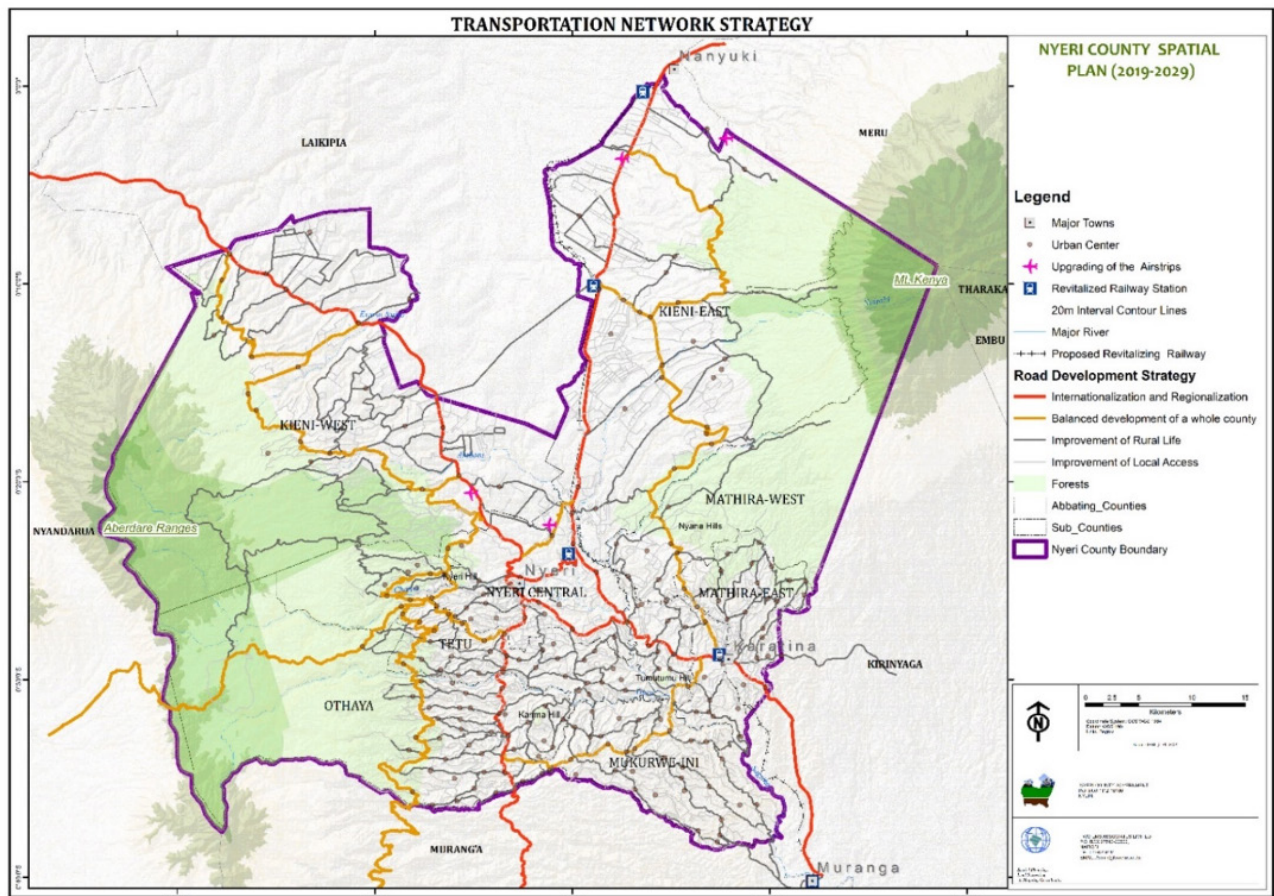 TRANSPORTATION NETWORK STRATEGY
NYERI COUNTY SPATIAL
PLAN (2019-2029)
Nanyuki
LAIKIPIA
MERU
Mt. Kenya
THARAKA
EMBU
KIENI-EAST
KIENI-WEST
MATHIRA-WEST
Nyana Hills
NYANDARUA
Aberdare Ranges
Nyeri Hill
Nyeri
NYERI CENTRAL
MATHIRA-EAST
TETU
Karatina
KIRINYAGA
Tumutumu Hill
OTHAYA
Karima Hill
MUKURWE-INI
MURANG'A
Muranga
Legend
Major Towns
Urban Center
Upgrading of the Airstrips
Revitalized Railway Station
20m Interval Contour Lines
Major River
Proposed Revitalizing Railway
Road Development Strategy
Internationalization and Regionalization
Balanced development of a whole county
Improvement of Rural Life
Improvement of Local Access
Forests
Abbating_Counties
Sub_Counties
Nyeri County Boundary
N
0 2.5 5 10 15
Kilometers